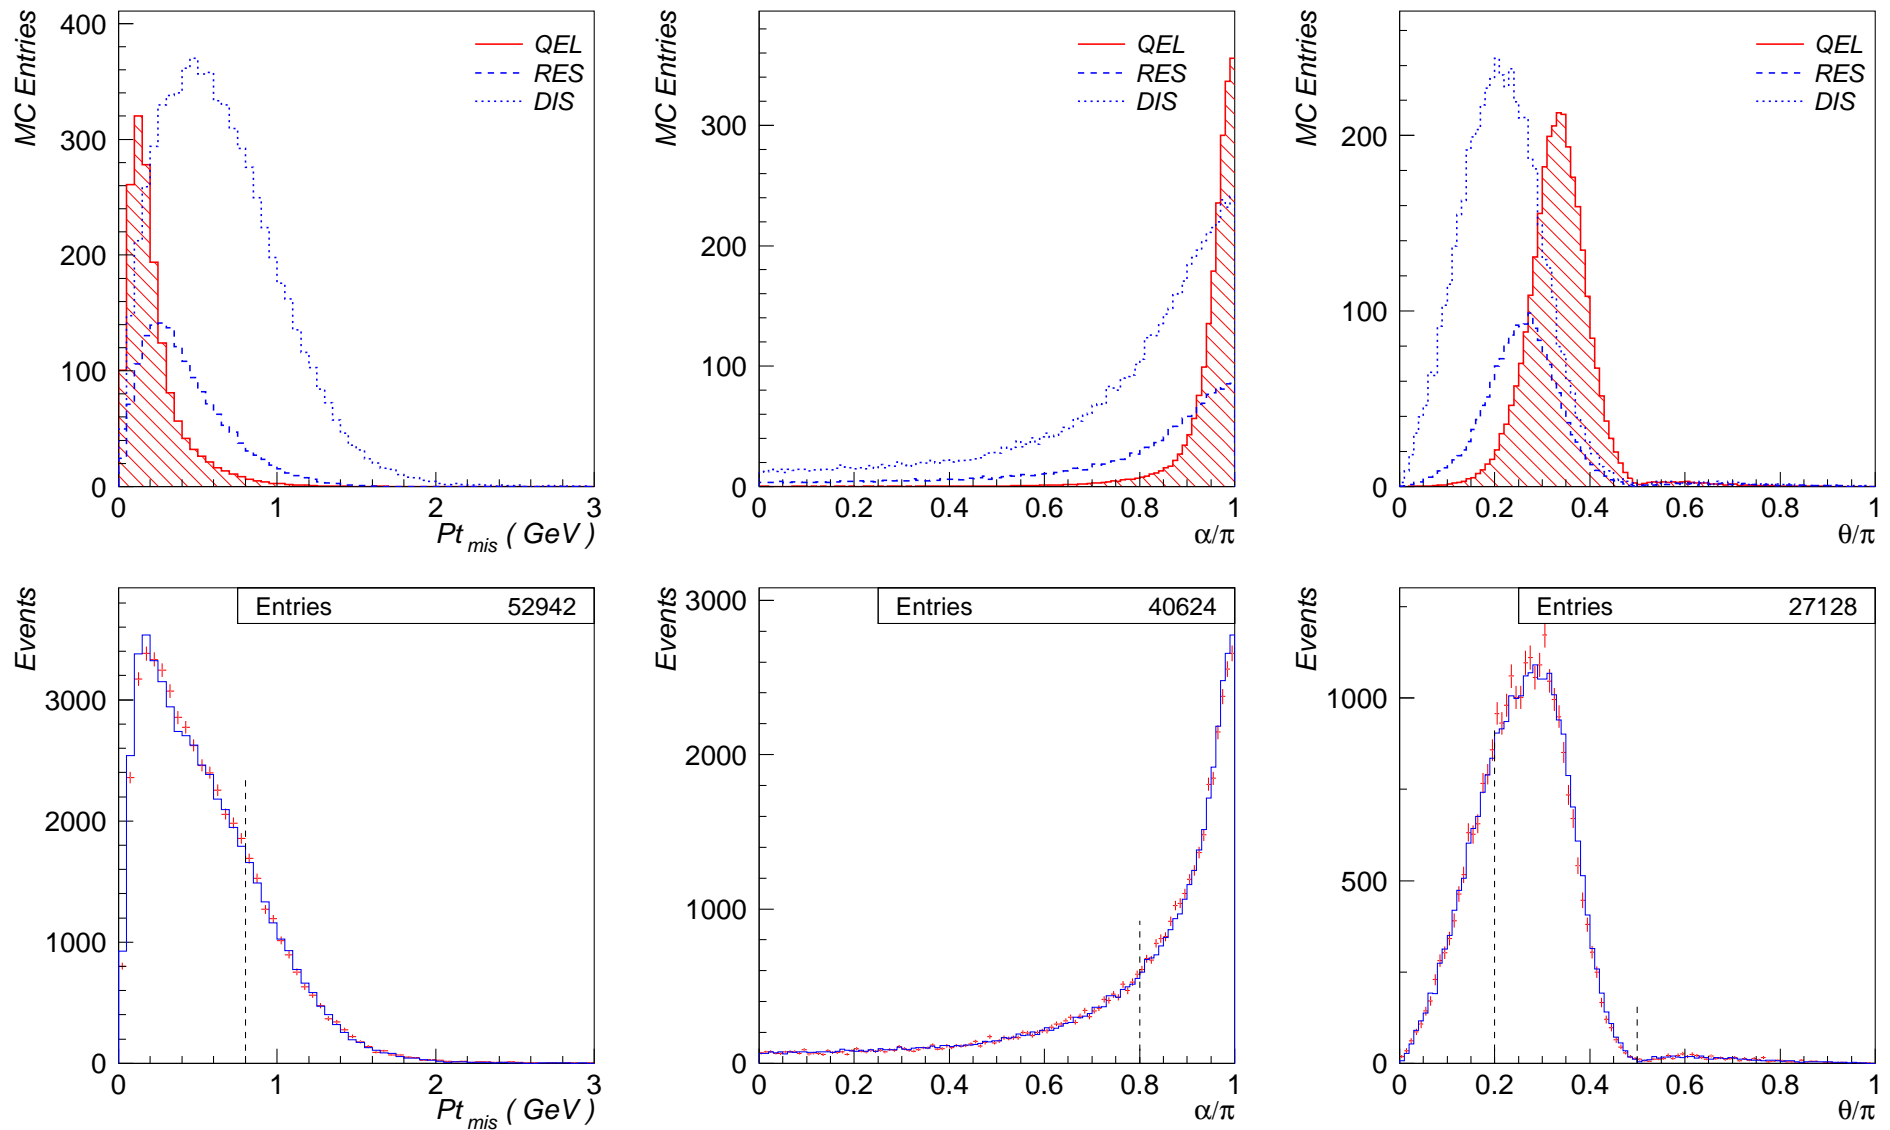 MC Entries
400
300
200
100
0
QEL
RES
DIS
0 1 2 3
Pt mis ( GeV )
MC Entries
300
200
100
0
QEL
RES
DIS
0 0.2 0.4 0.6 0.8 1
α/π
MC Entries
200
100
0
QEL
RES
DIS
0 0.2 0.4 0.6 0.8 1
θ/π
Events
3000
2000
1000
0
Entries 52942
0 1 2 3
Pt mis ( GeV )
Events
3000
2000
1000
0
Entries 40624
0 0.2 0.4 0.6 0.8 1
α/π
Events
1000
500
0
Entries 27128
0 0.2 0.4 0.6 0.8 1
θ/π